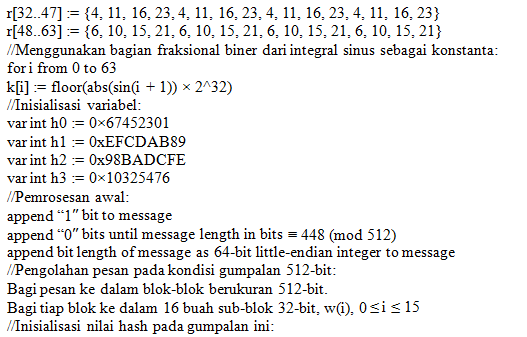 r[32..47] := {4, 11, 16, 23, 4, 11, 16, 23, 4, 11, 16, 23, 4, 11, 16, 23}
r[48..63] := {6, 10, 15, 21, 6, 10, 15, 21, 6, 10, 15, 21, 6, 10, 15, 21}
//Menggunakan bagian fraksional biner dari integral sinus sebagai konstanta:
for i from 0 to 63
k[i] := floor(abs(sin(i + 1)) × 2^32)
//Inisialisasi variabel:
var int h0 := 0×67452301
var int h1 := 0xEFCDAB89
var int h2 := 0x98BADCFE
var int h3 := 0×10325476
//Pemrosesan awal:
append “1″ bit to message
append “0″ bits until message length in bits ≡ 448 (mod 512)
append bit length of message as 64-bit little-endian integer to message
//Pengolahan pesan pada kondisi gumpalan 512-bit:
Bagi pesan ke dalam blok-blok berukuran 512-bit.
Bagi tiap blok ke dalam 16 buah sub-blok 32-bit, w(i), 0 ≤ i ≤ 15
//Inisialisasi nilai hash pada gumpalan ini: